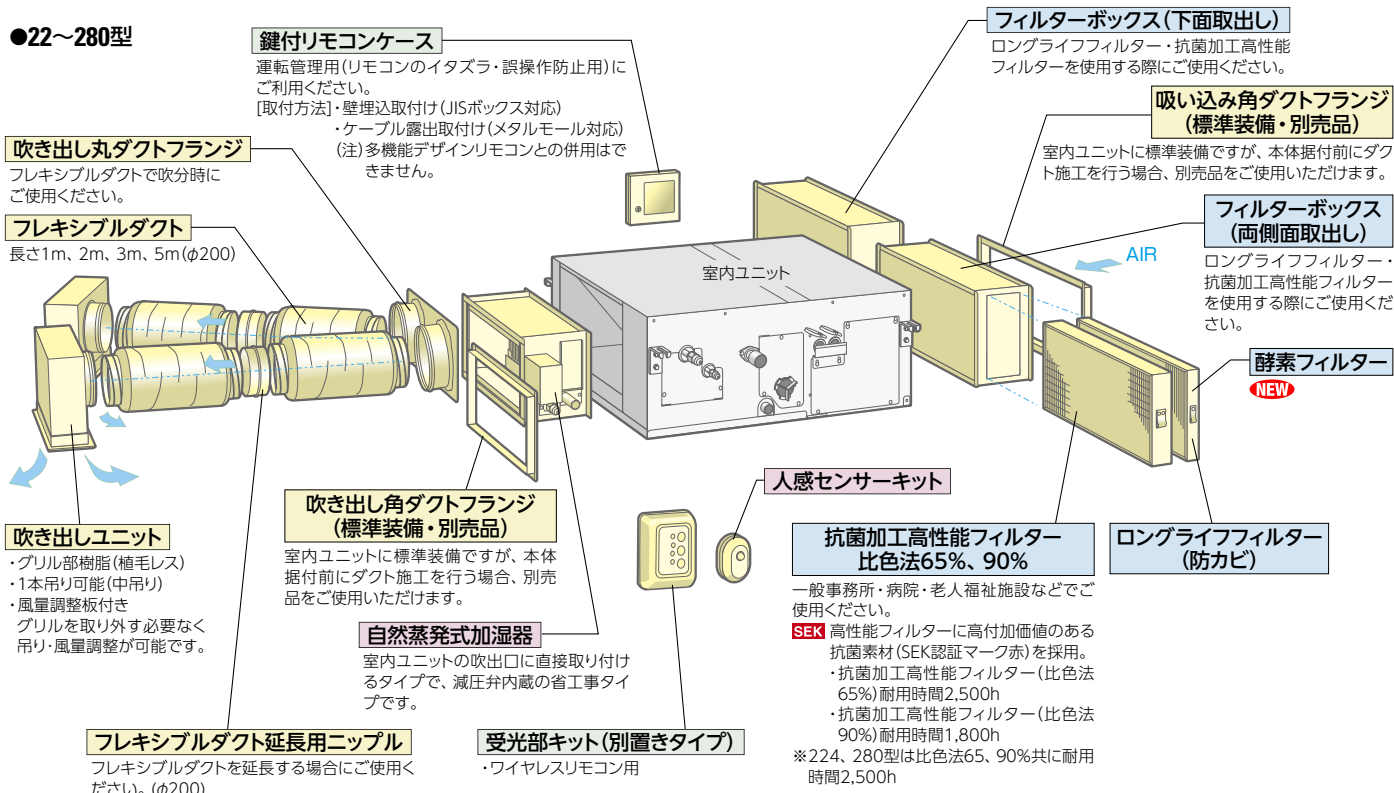 ●22〜280型
鍵付リモコンケース
運転管理用(リモコンのイタズラ・誤操作防止用)に
ご利用ください。
[取付方法]・壁埋込取付け(JISボックス対応)
・ケーブル露出取付け(メタルモール対応)
(注)多機能デザインリモコンとの併用はで
きません。
フィルターボックス(下面取出し)
ロングライフフィルター・抗菌加工高性能
フィルターを使用する際にご使用ください。
吸い込み角ダクトフランジ
(標準装備・別売品)
室内ユニットに標準装備ですが、本体据付前にダク
ト施工を行う場合、別売品をご使用いただけます。
吹き出し丸ダクトフランジ
フレキシブルダクトで吹分時に
ご使用ください。
フレキシブルダクト
長さ1m、2m、3m、5m(φ200)
フィルターボックス
(両側面取出し)
ロングライフフィルター・
抗菌加工高性能フィルター
を使用する際にご使用くだ
さい。
AIR
室内ユニット
酵素フィルター
NEW
吹き出しユニット
・グリル部樹脂(植毛レス)
・1本吊り可能(中吊り)
・風量調整板付き
グリルを取り外す必要なく
吊り・風量調整が可能です。
吹き出し角ダクトフランジ
(標準装備・別売品)
室内ユニットに標準装備ですが、本体
据付前にダクト施工を行う場合、別売
品をご使用いただけます。
自然蒸発式加湿器
室内ユニットの吹出口に直接取り付け
るタイプで、減圧弁内蔵の省工事タイ
プです。
人感センサーキット
抗菌加工高性能フィルター
比色法65%、90%
一般事務所・病院・老人福祉施設などでご
使用ください。
SEK 高性能フィルターに高付加価値のある
抗菌素材(SEK認証マーク赤)を採用。
・抗菌加工高性能フィルター(比色法
65%)耐用時間2,500h
・抗菌加工高性能フィルター(比色法
90%)耐用時間1,800h
※224、280型は比色法65、90%共に耐用
時間2,500h
ロングライフフィルター
(防カビ)
フレキシブルダクト延長用ニップル
フレキシブルダクトを延長する場合にご使用く
ださい。(φ200)
受光部キット(別置きタイプ)
・ワイヤレスリモコン用